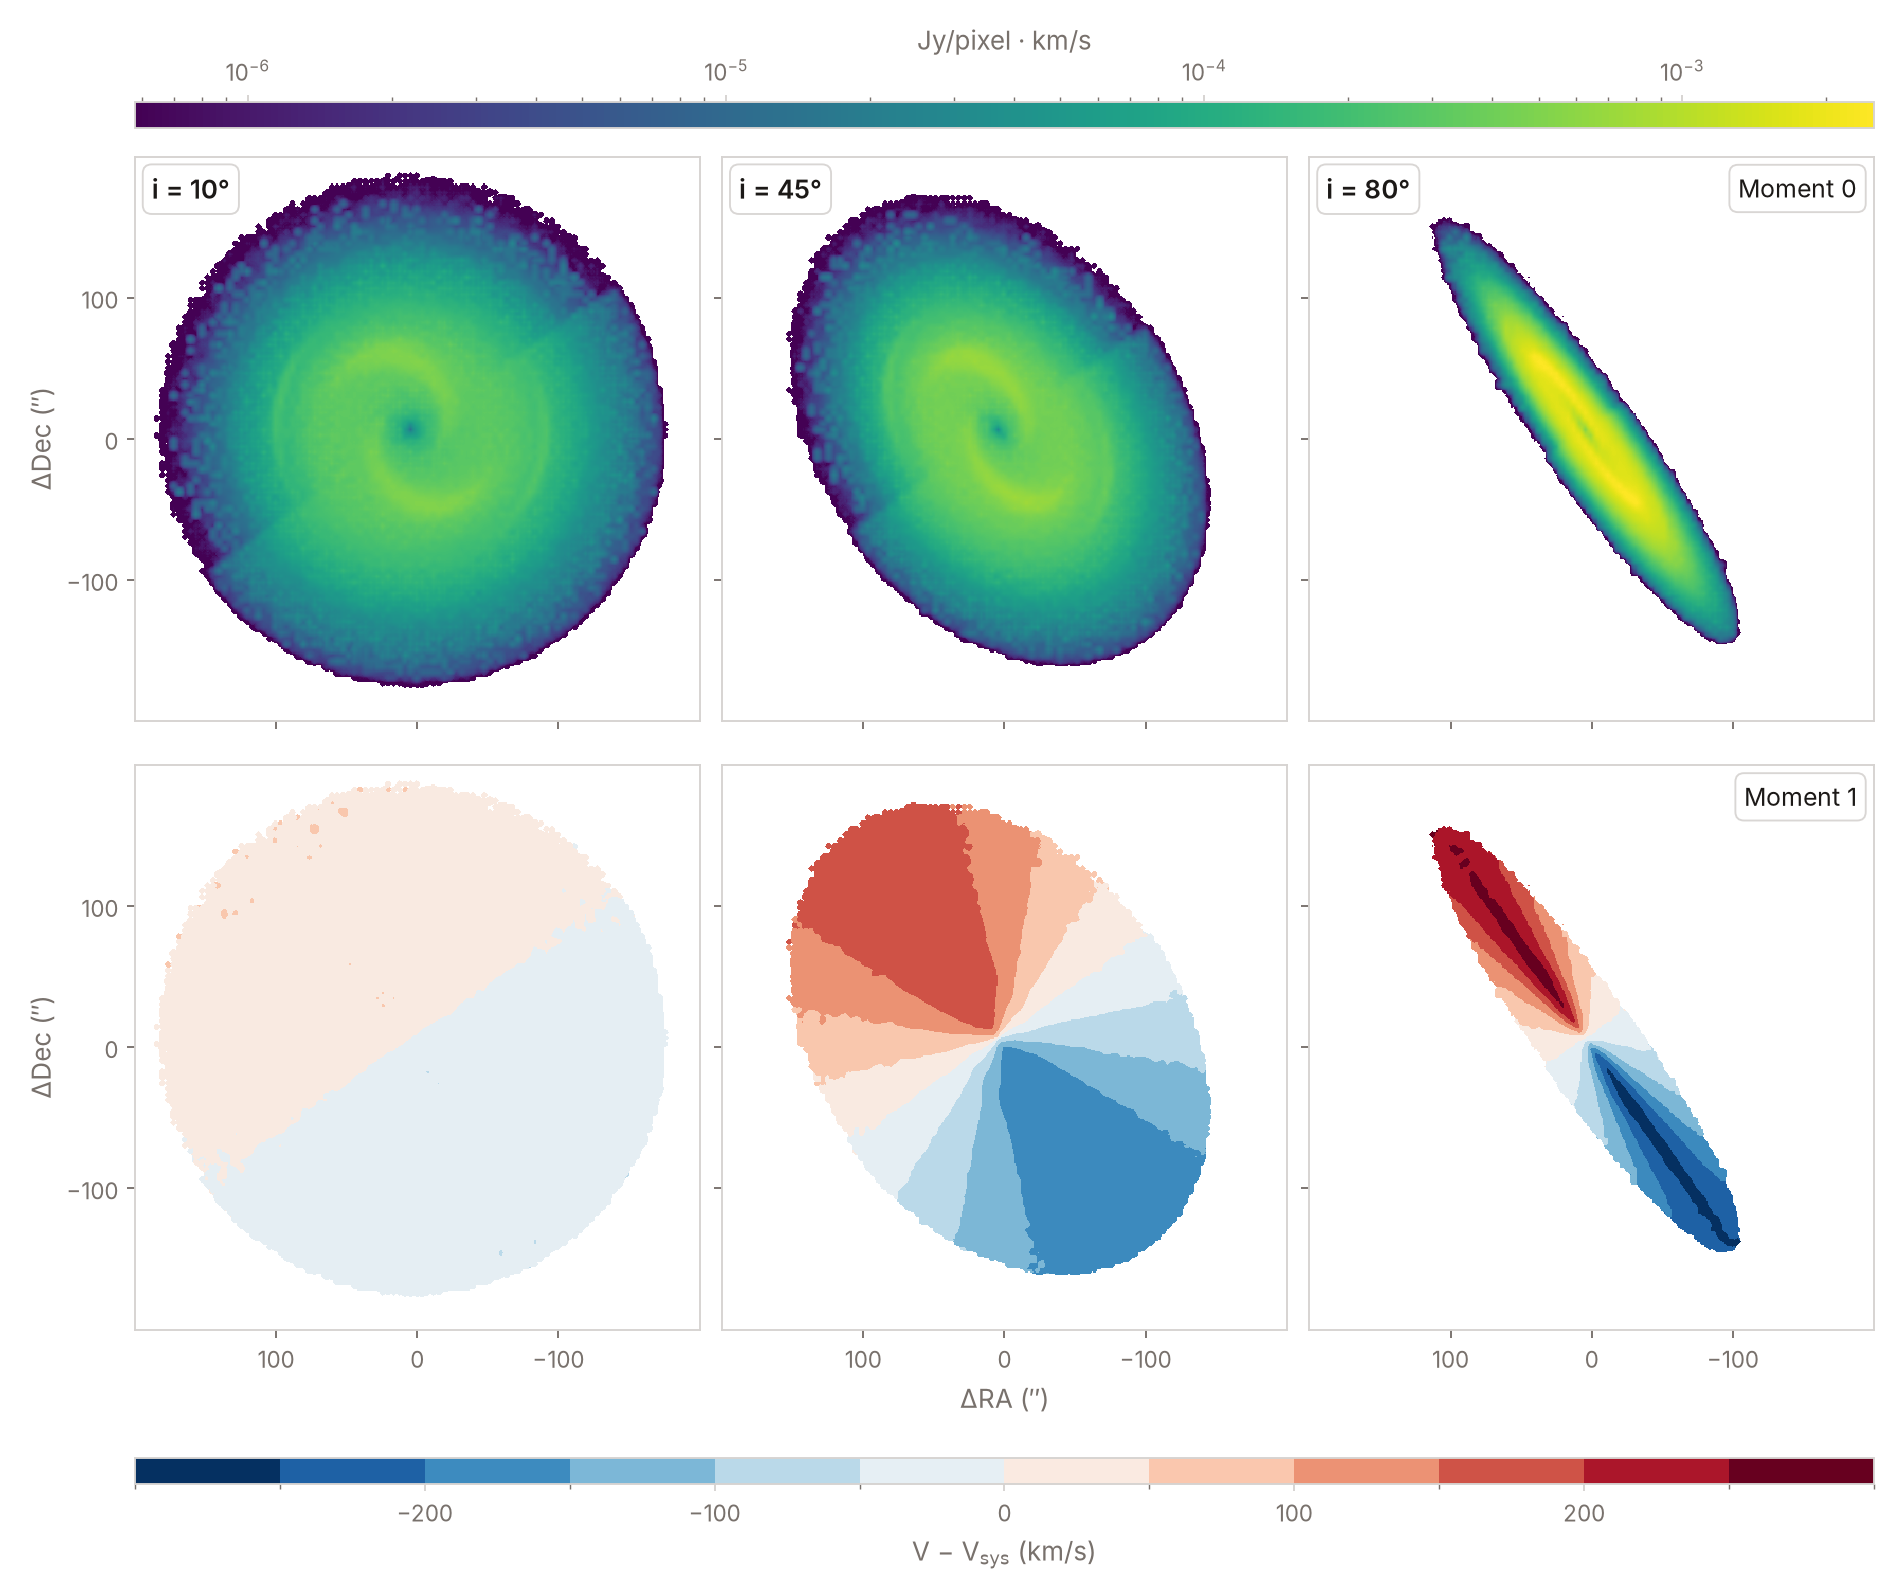 Jy/pixel · km/s
10⁻⁶ 10⁻⁵ 10⁻⁴ 10⁻³
i = 10° i = 45° i = 80° Moment 0
100
0
−100
ΔDec (″)
Moment 1
100
0
−100
ΔDec (″)
100 0 −100 100 0 −100 100 0 −100
ΔRA (″)
−200 −100 0 100 200
V − Vsys (km/s)